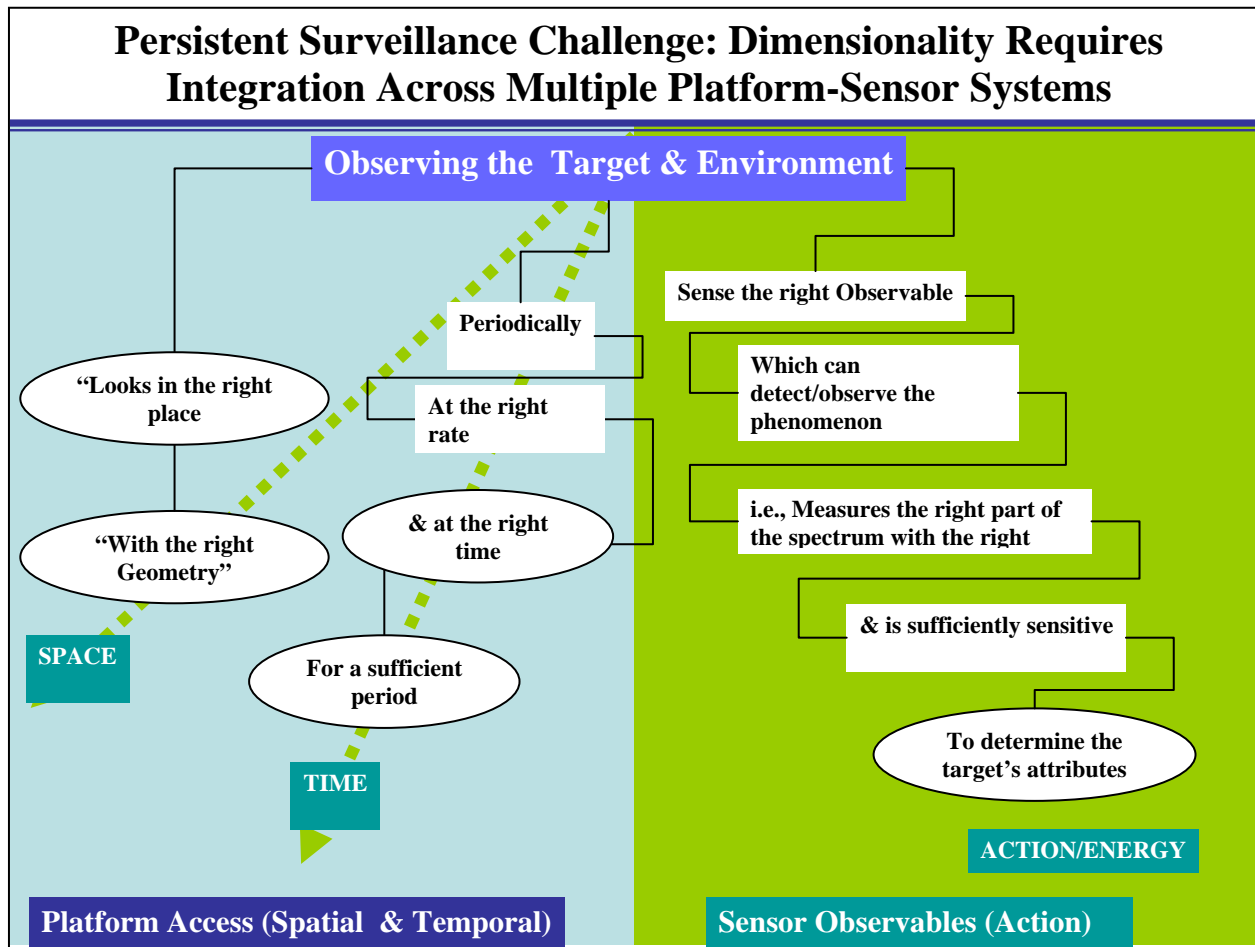 Persistent Surveillance Challenge: Dimensionality Requires
Integration Across Multiple Platform-Sensor Systems
Observing the Target & Environment
“Looks in the right
place
“With the right
Geometry”
SPACE
Periodically
At the right
rate
& at the right
time
For a sufficient
period
TIME
Sense the right Observable
Which can
detect/observe the
phenomenon
i.e., Measures the right part of
the spectrum with the right
& is sufficiently sensitive
To determine the
target’s attributes
ACTION/ENERGY
Platform Access (Spatial & Temporal)
Sensor Observables (Action)